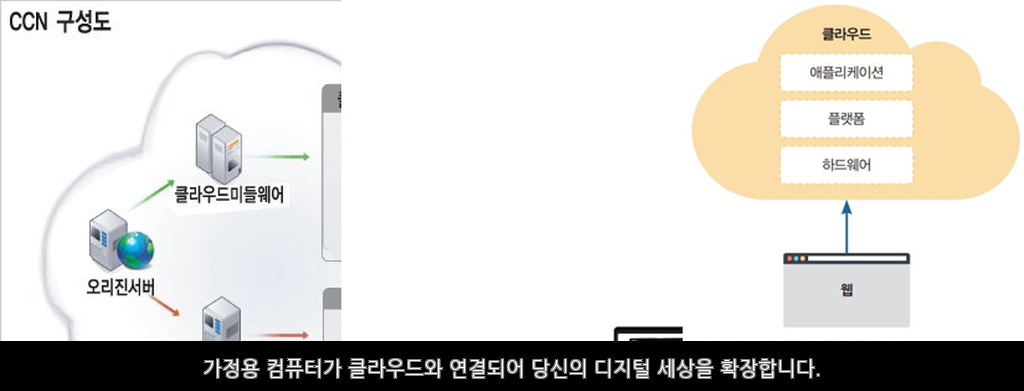 CCN 구성도
클라우드미들웨어
오리진서버
클라우드
애플리케이션
플랫폼
하드웨어
웹
가정용 컴퓨터가 클라우드와 연결되어 당신의 디지털 세상을 확장합니다.